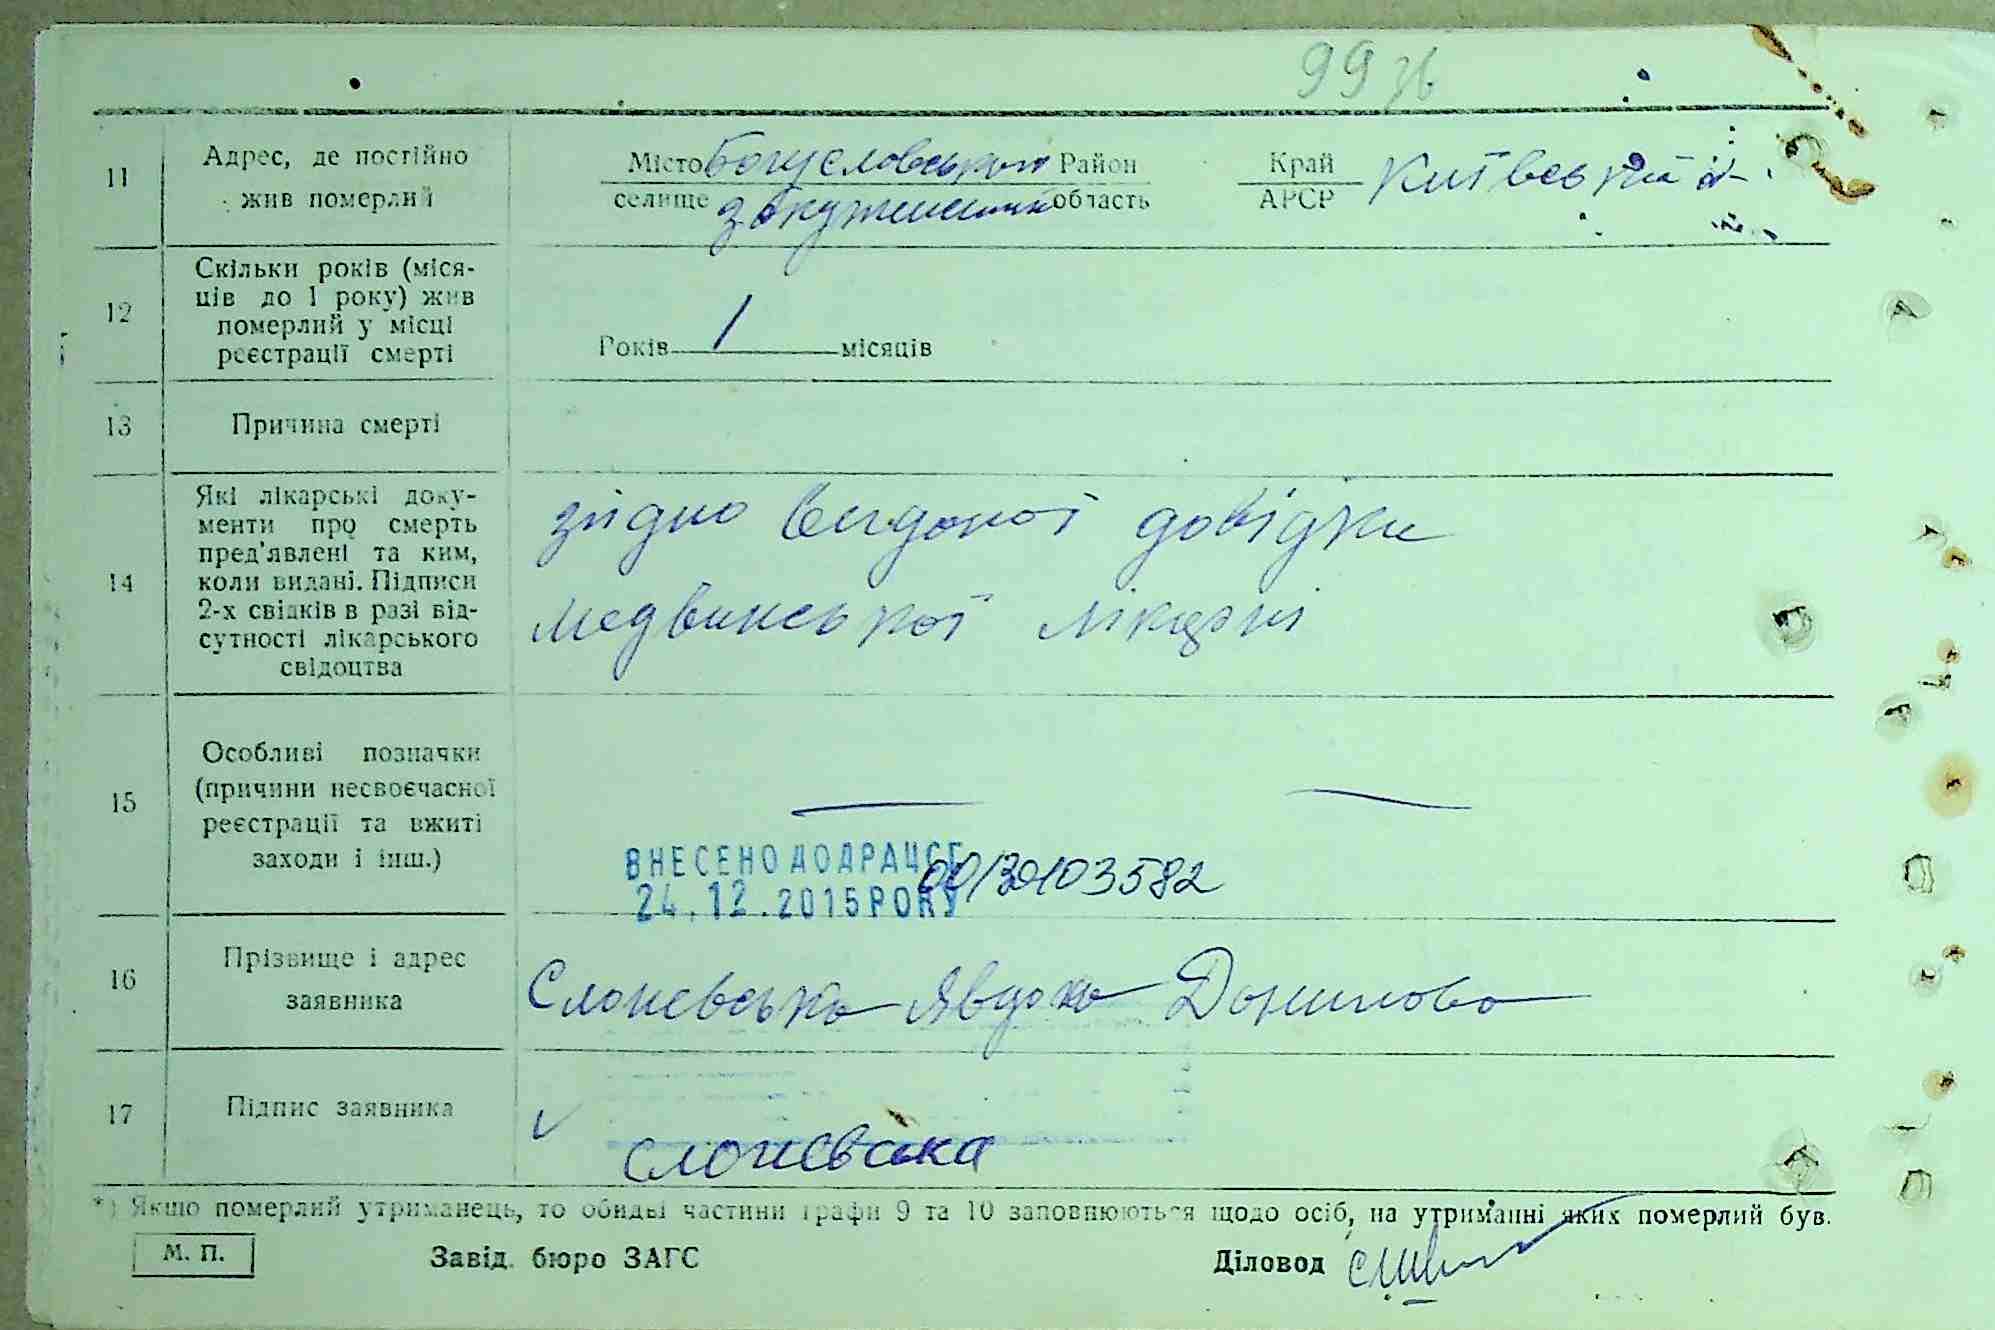 99 зв
11 Адрес, де постійно жив померлий
Місто Богуславський Район Край Київській
селище область АРСР
12 Скільки років (міся-
ців до 1 року) жив
померлий у місці
реєстрації смерті
Років 1 місяців
13 Причина смерті
14 Які лікарські доку-
менти про смерть
пред'явлені та ким,
коли видані. Підписи
2-х свідків в разі від-
сутності лікарського
свідоцтва
згідно виданої довідки
Медвинської лікарні
15 Особливі позначки
(причини несвоєчасної
реєстрації та вжиті
заходи і інш.)
ВНЕСЕНО ДО ДРАЦСГ 00130103582
24.12.2015 РОКУ
16 Прізвище і адрес
заявника
Слонєвська Явдоха Данилова
17 Підпис заявника
Слонєвська
*) Якщо померлий утриманець, то обидві частини графи 9 та 10 заповнюються щодо осіб, на утриманні яких померлий був.
М. П. Завід. бюро ЗАГС Діловод